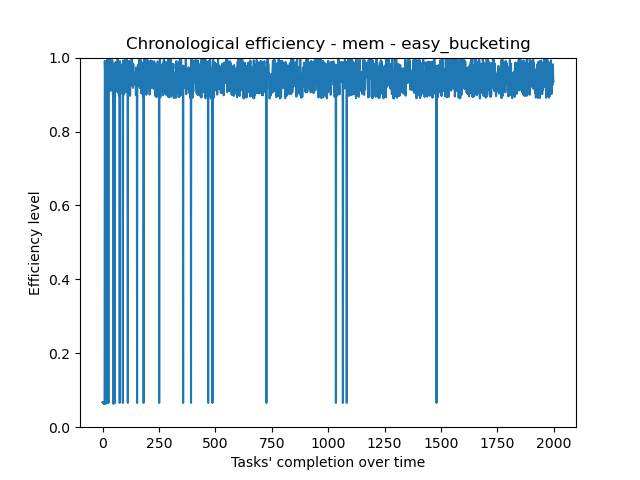 Chronological efficiency - mem - easy_bucketing
1.0
0.8
0.6
0.4
0.2
0.0
Efficiency level
0 250 500 750 1000 1250 1500 1750 2000
Tasks' completion over time